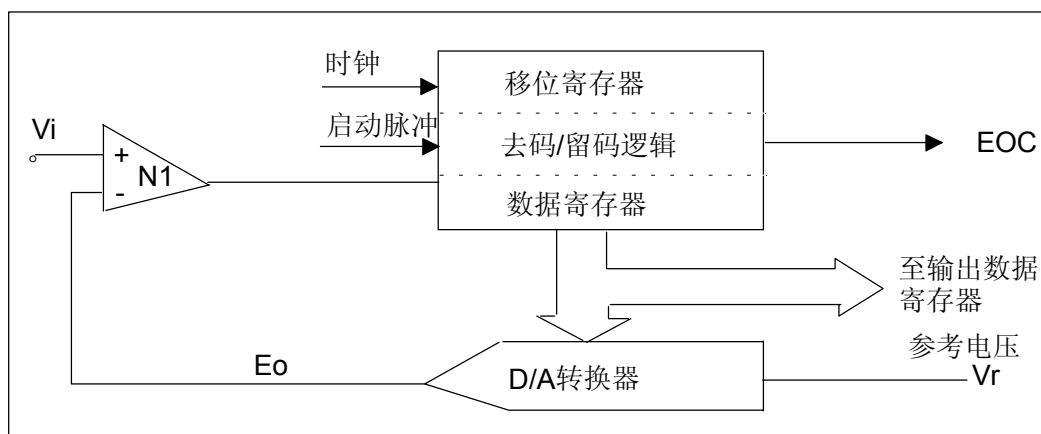 时钟
移位寄存器
启动脉冲
Vi
+
N1
-
去码/留码逻辑
EOC
数据寄存器
至输出数据
寄存器
参考电压
Eo
D/A转换器
Vr